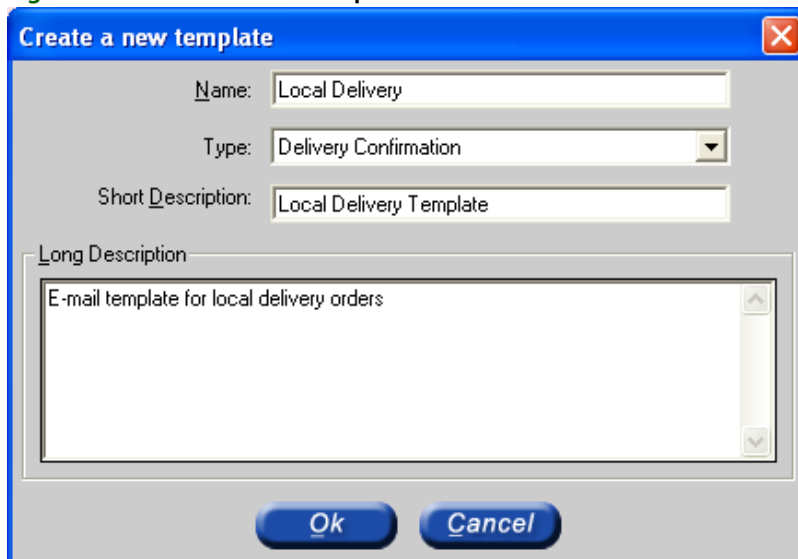 Create a new template
Name: Local Delivery
Type: Delivery Confirmation
Short Description: Local Delivery Template
Long Description
E-mail template for local delivery orders
Ok Cancel